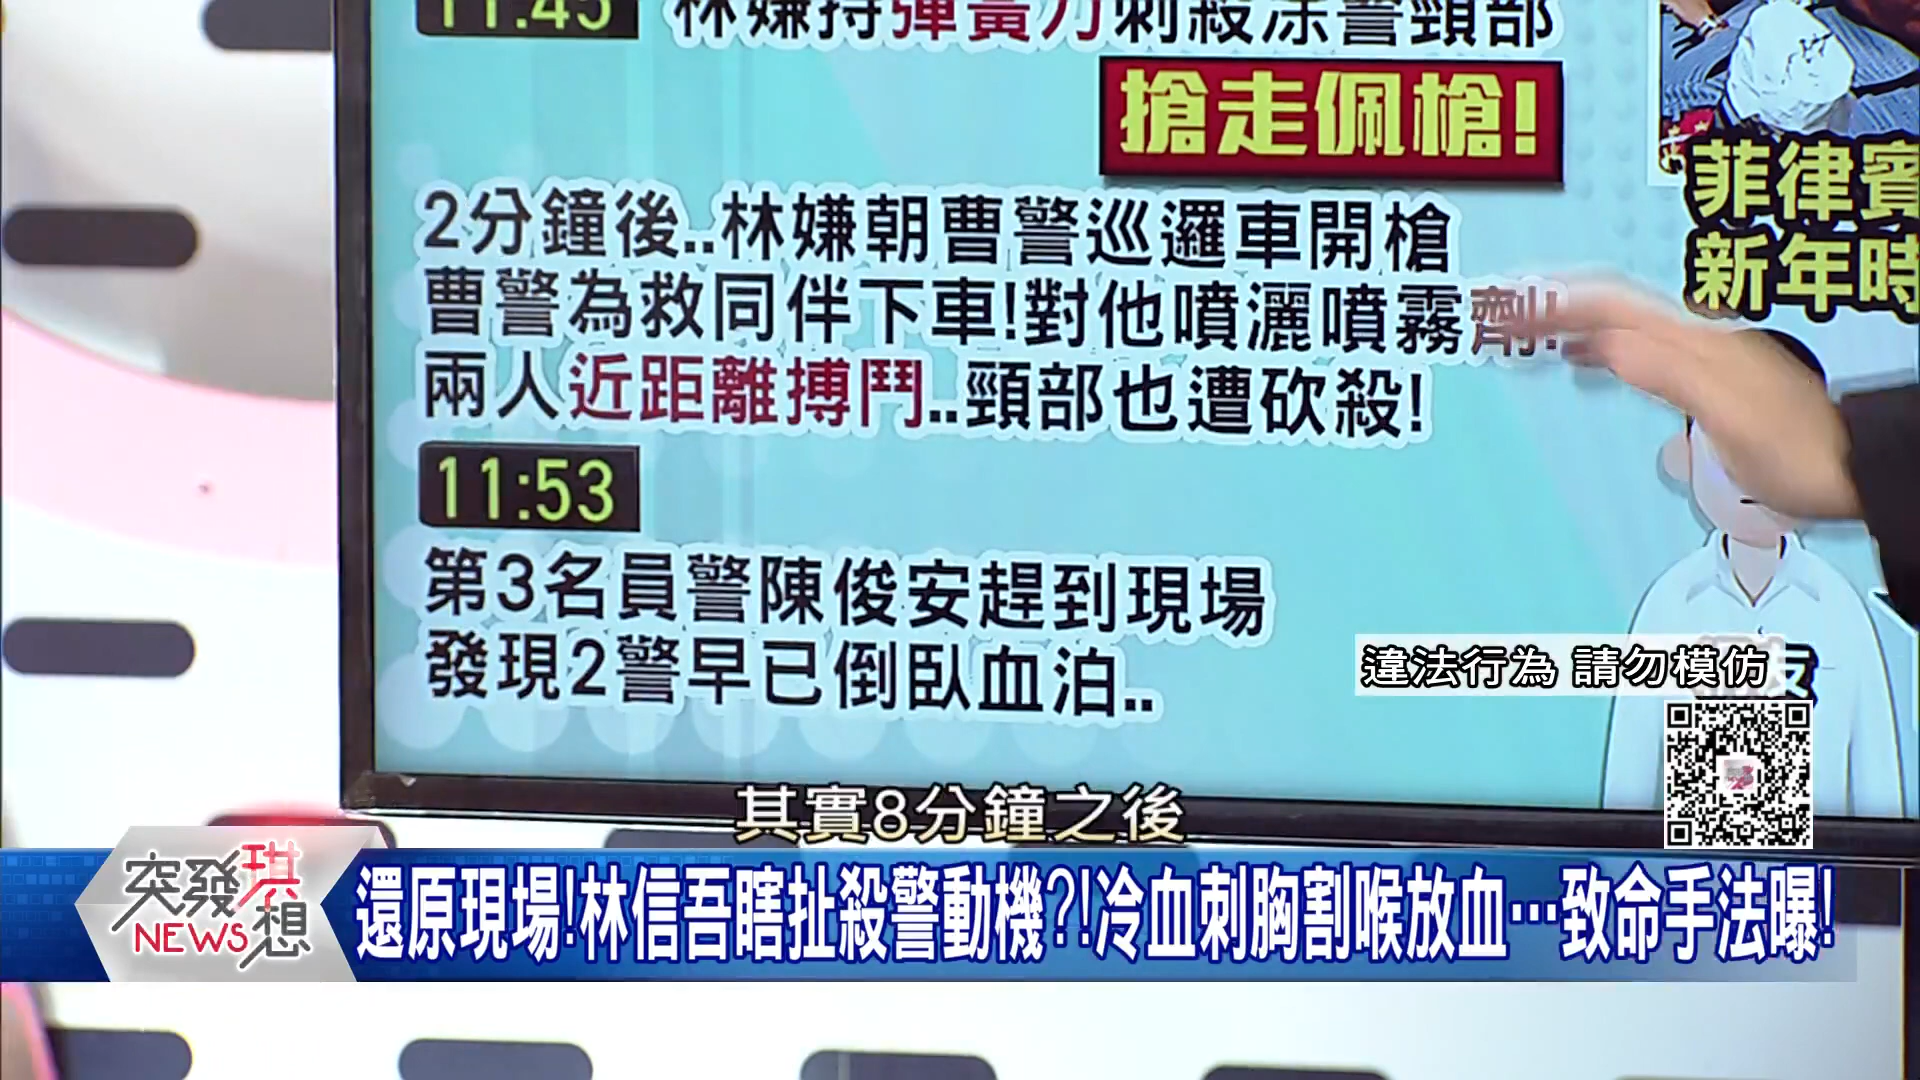 11:45
林嫌持彈簧刀刺殺涂警頸部
搶走佩槍!
2分鐘後..林嫌朝曹警巡邏車開槍
曹警為救同伴下車!對他噴灑噴霧劑!
兩人近距離搏鬥..頸部也遭砍殺!
11:53
第3名員警陳俊安趕到現場
發現2警早已倒臥血泊..
菲律賓
新年時
違法行為 請勿模仿
友
其實8分鐘之後
突發琪想
NEWS
還原現場!林信吾瞎扯殺警動機?!冷血刺胸割喉放血…致命手法曝!